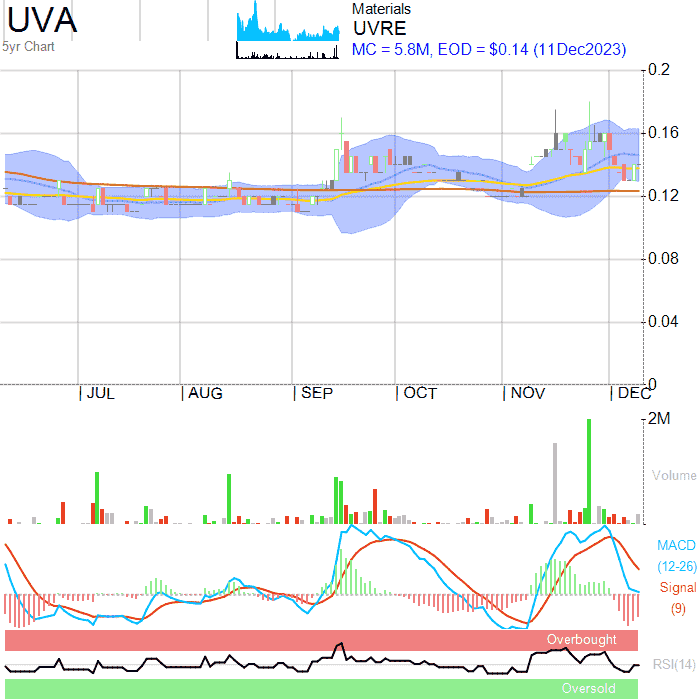 UVA
5yr Chart
Materials
UVRE
MC = 5.8M, EOD = $0.14 (11Dec2023)
0.2
0.16
0.12
0.08
0.04
0
JUL AUG SEP OCT NOV DEC
2M
Volume
MACD
(12-26)
Signal
(9)
Overbought
RSI(14)
Oversold